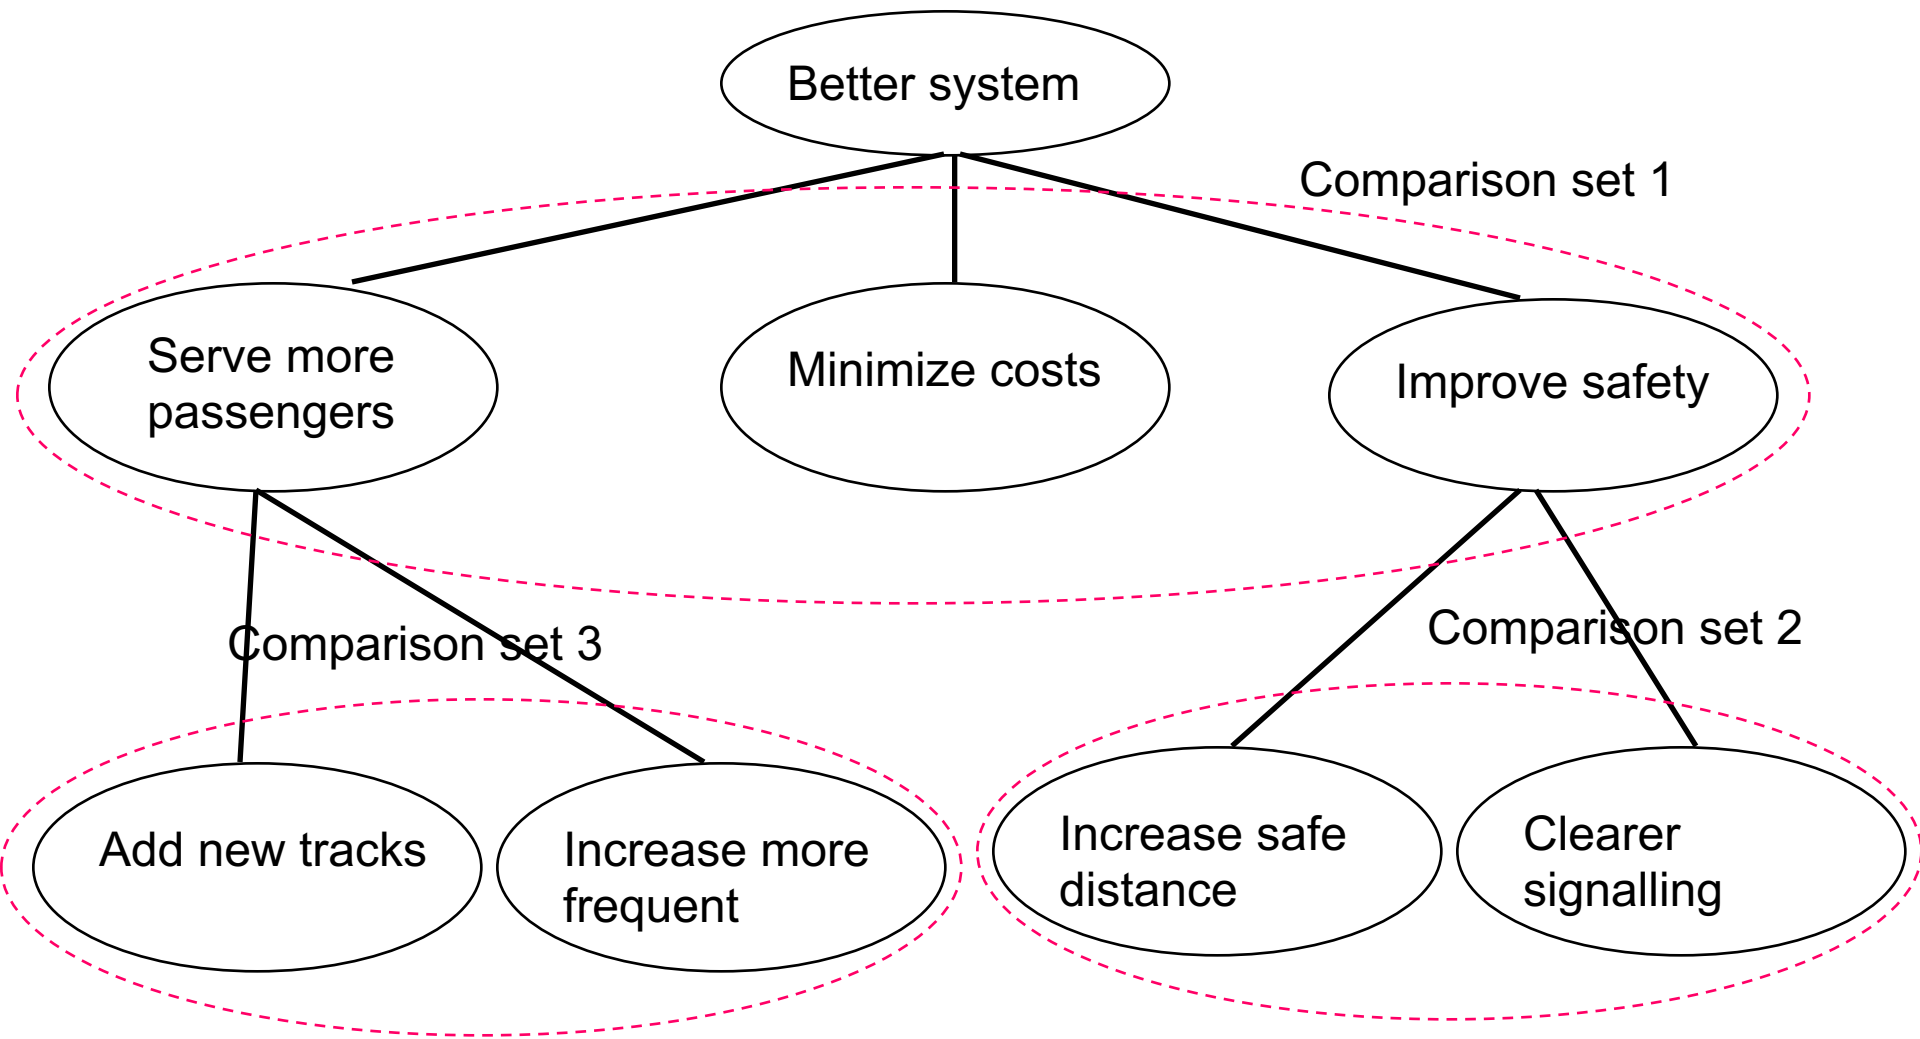 Better system
Comparison set 1
Serve more
passengers
Minimize costs
Improve safety
Comparison set 3
Comparison set 2
Add new tracks
Increase more
frequent
Increase safe
distance
Clearer
signalling